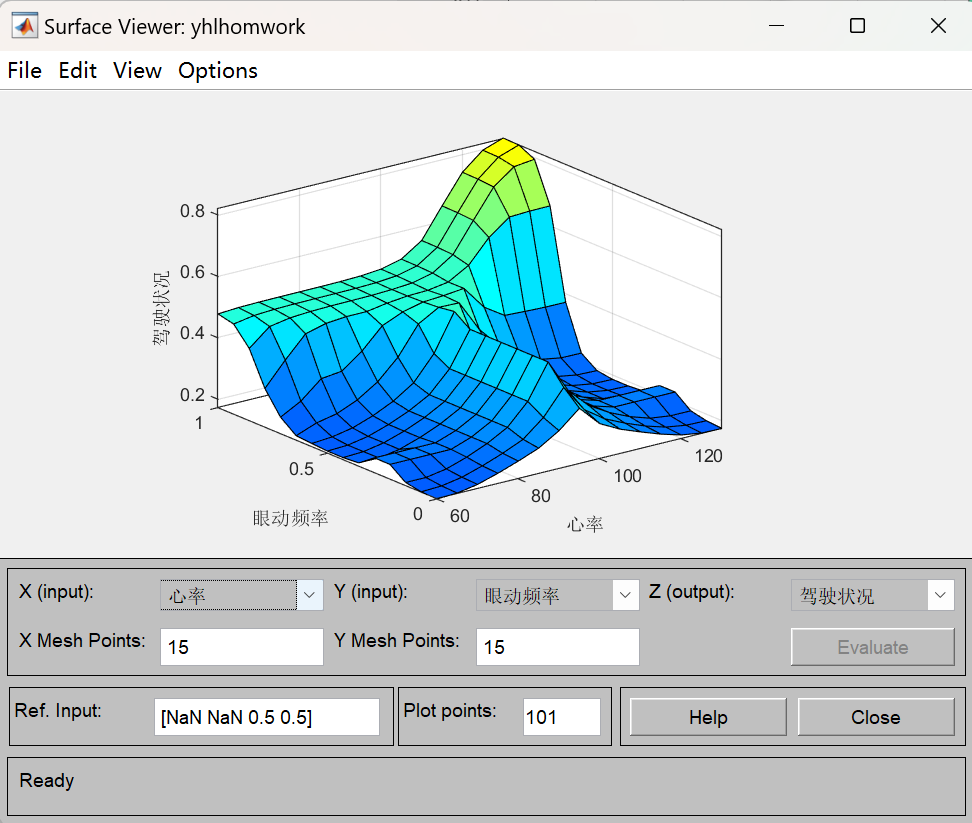 Surface Viewer: yhlhomwork
File Edit View Options
0.8
0.6
0.4
0.2
驾驶状况
1
0.5
0
眼动频率
60
80
100
120
心率
X (input): 心率 Y (input): 眼动频率 Z (output): 驾驶状况
X Mesh Points: 15 Y Mesh Points: 15 Evaluate
Ref. Input: [NaN NaN 0.5 0.5] Plot points: 101 Help Close
Ready